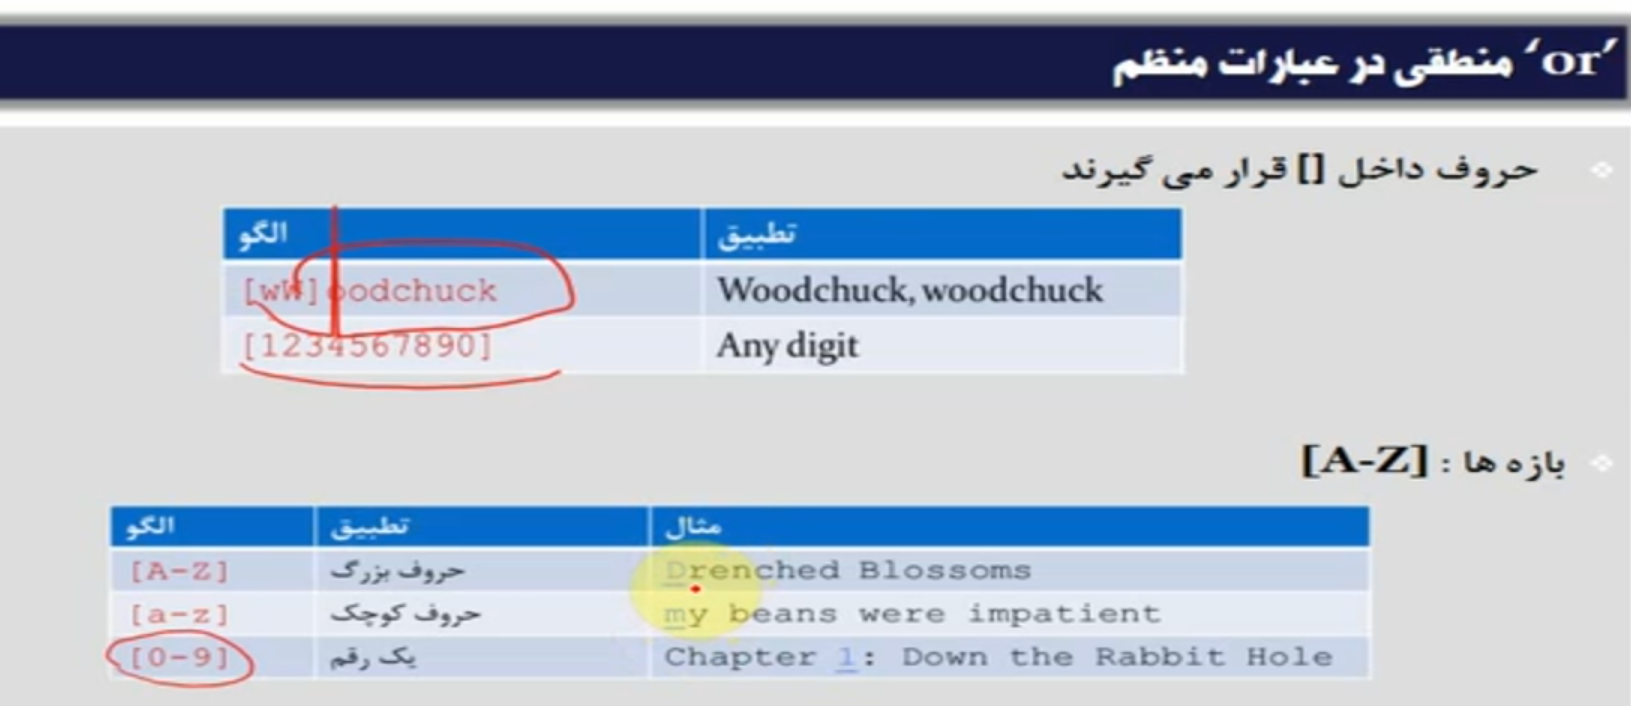 ‘or’ منطقی در عبارات منظم
حروف داخل [] قرار می گیرند
الگو تطبیق
[wW]oodchuck Woodchuck, woodchuck
[1234567890] Any digit
بازه ها : [A-Z]
الگو تطبیق مثال
[A-Z] حروف بزرگ Drenched Blossoms
[a-z] حروف کوچک my beans were impatient
[0-9] یک رقم Chapter 1: Down the Rabbit Hole